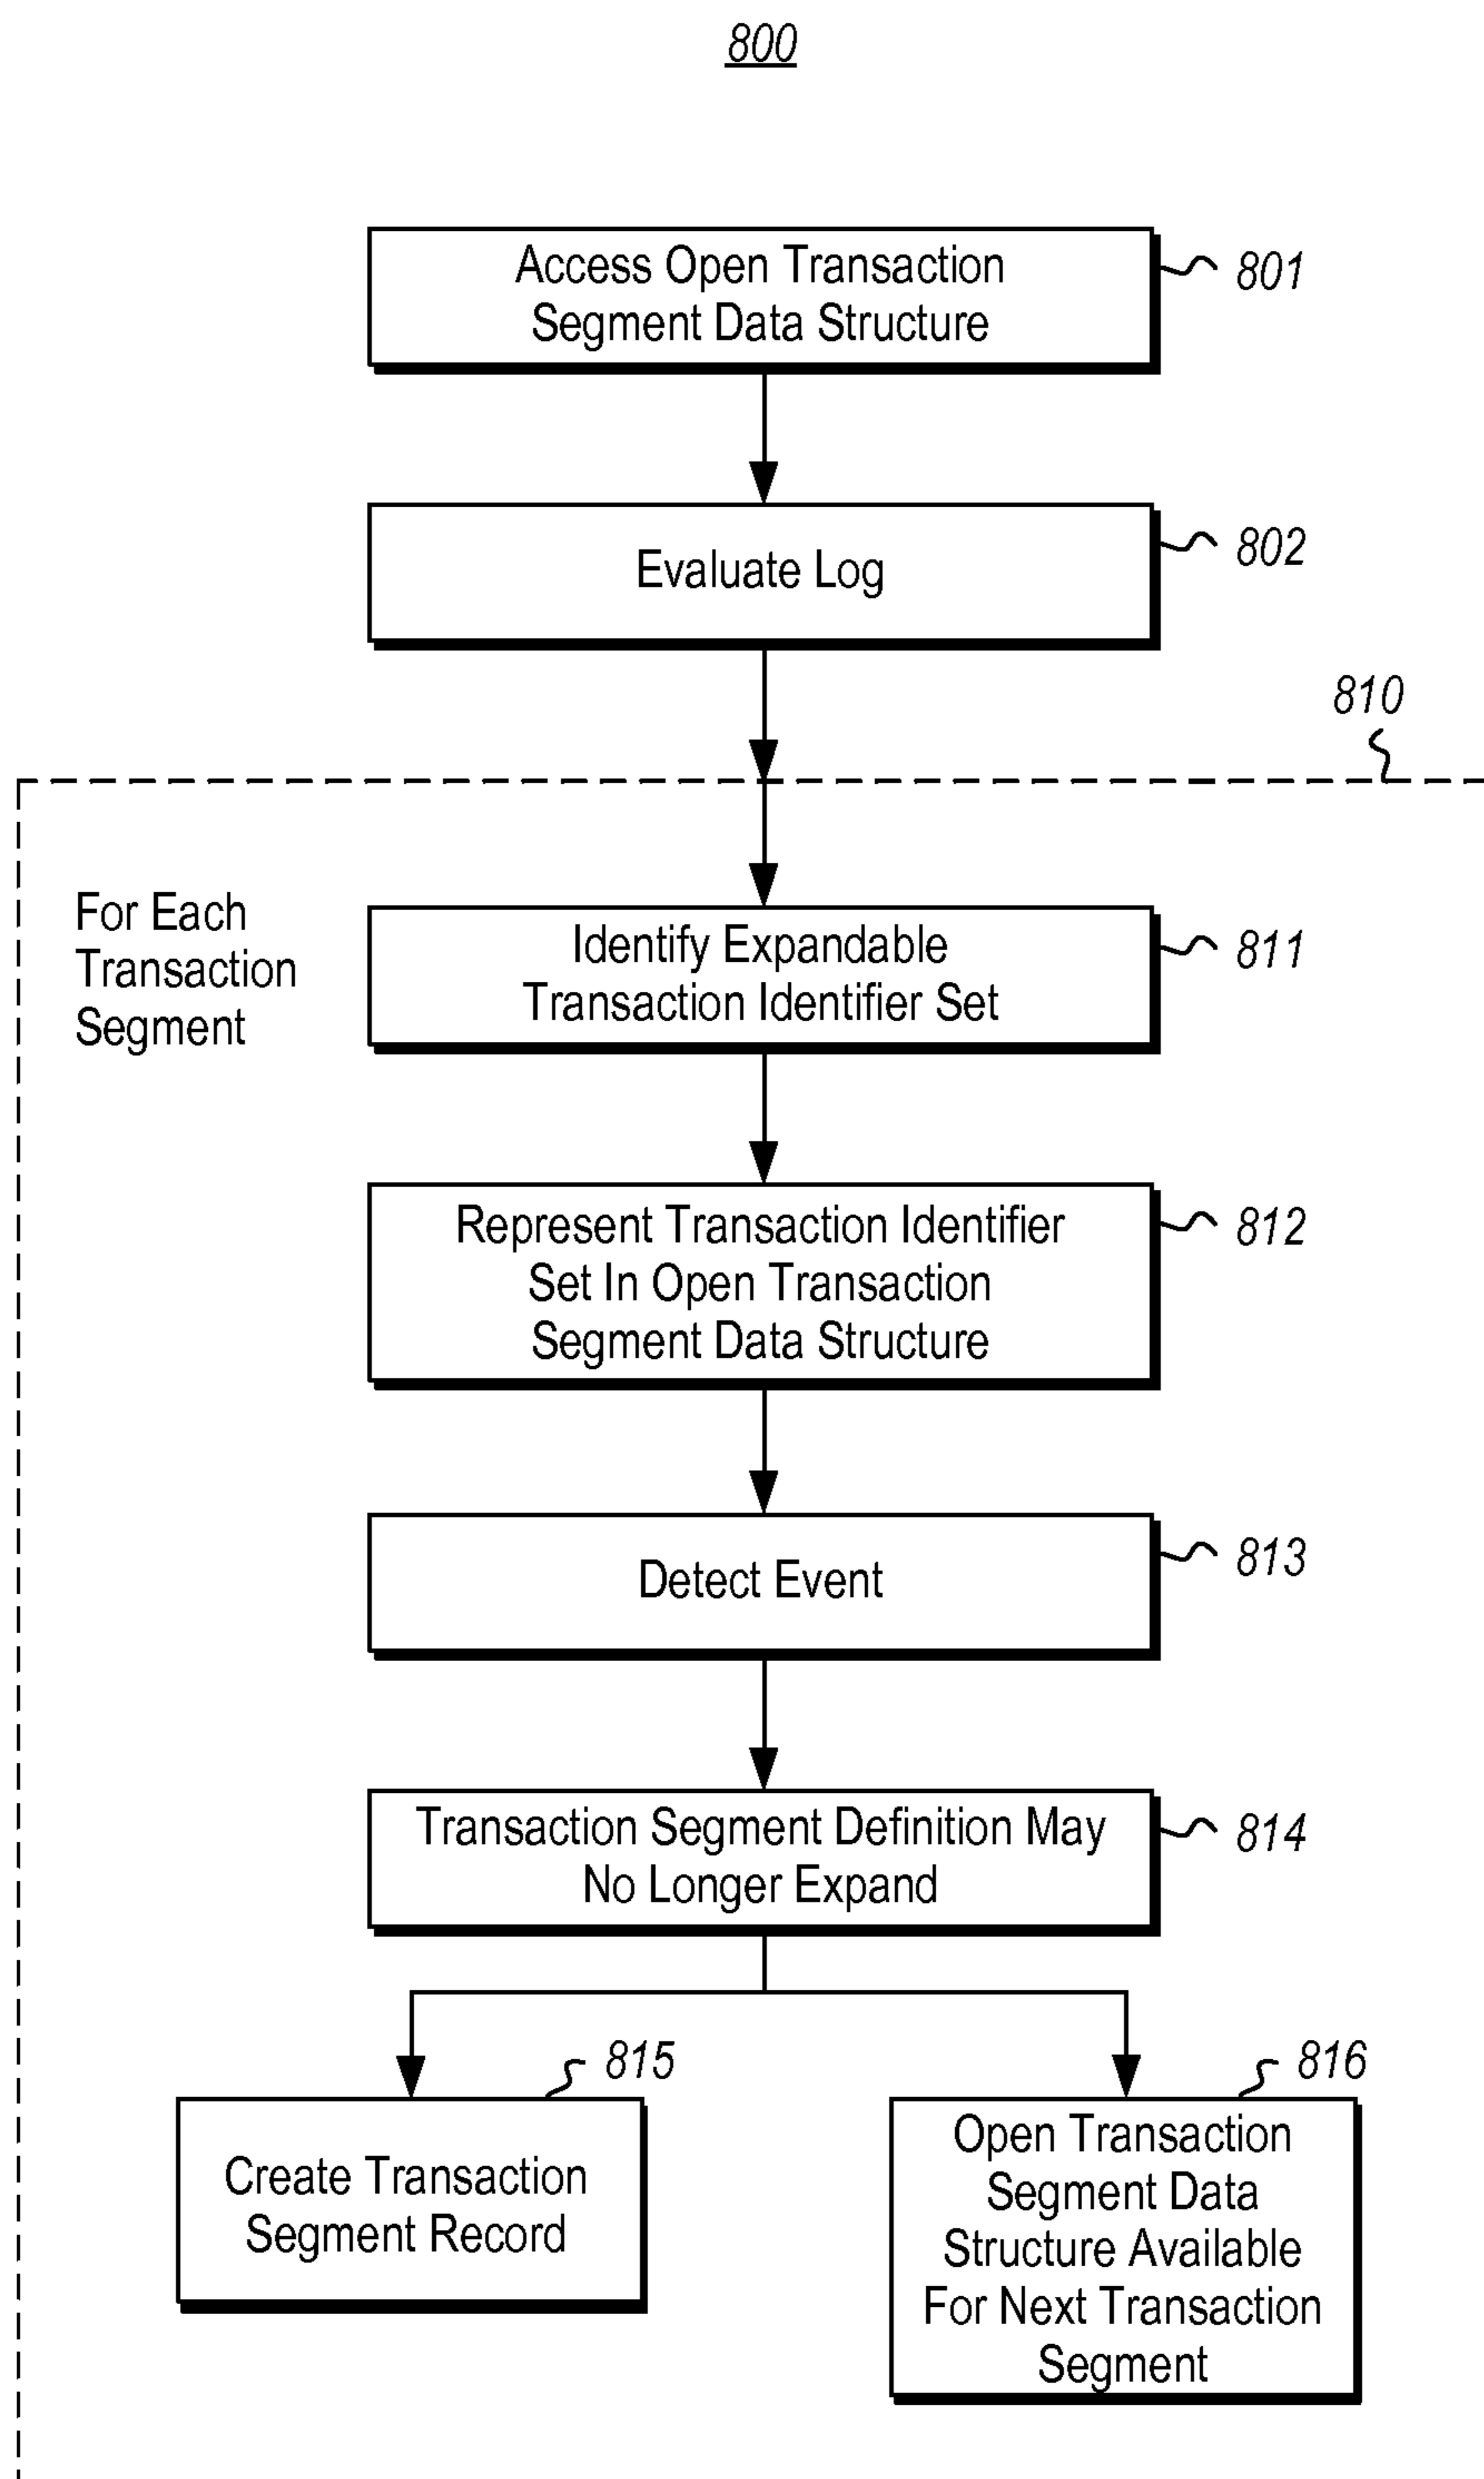 800
Access Open Transaction
Segment Data Structure
801
Evaluate Log
802
810
For Each
Transaction
Segment
Identify Expandable
Transaction Identifier Set
811
Represent Transaction Identifier
Set In Open Transaction
Segment Data Structure
812
Detect Event
813
Transaction Segment Definition May
No Longer Expand
814
815
Create Transaction
Segment Record
816
Open Transaction
Segment Data
Structure Available
For Next Transaction
Segment